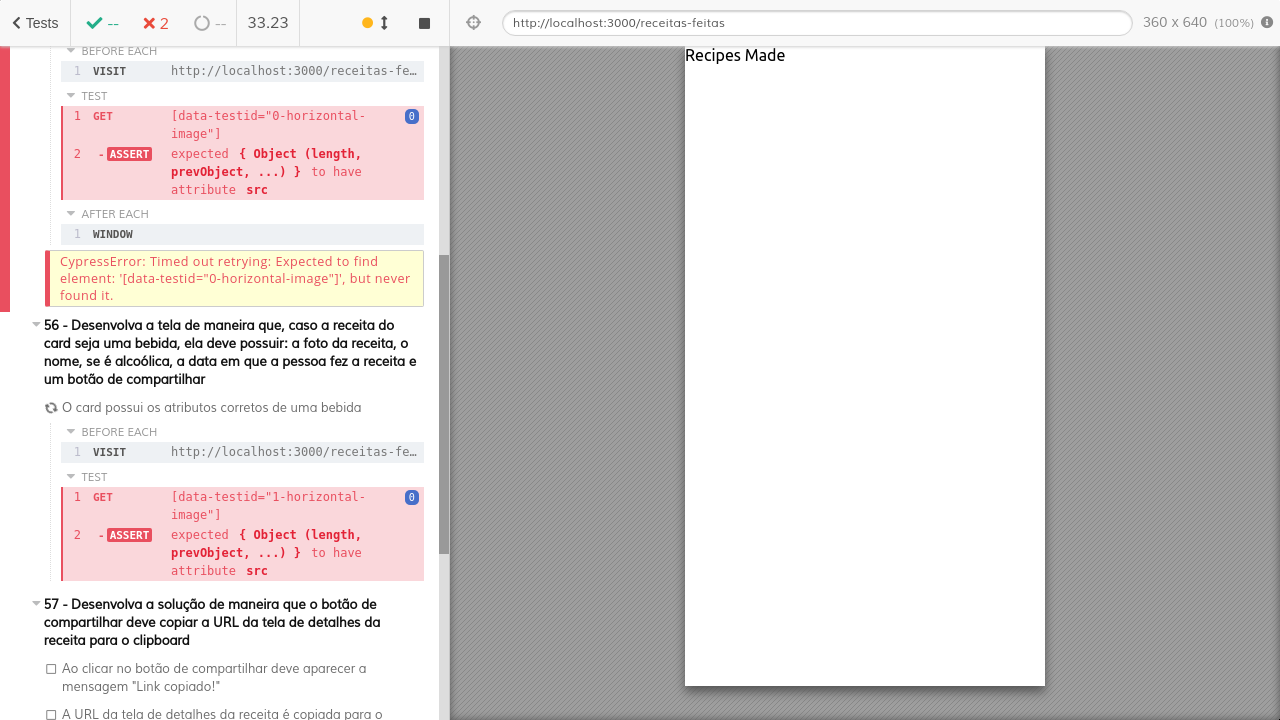 Tests
--
2
--
33.23
http://localhost:3000/receitas-feitas
360 x 640 (100%)
BEFORE EACH
1 VISIT http://localhost:3000/receitas-fe…
TEST
1 GET [data-testid="0-horizontal-
image"]
0
2 -ASSERT expected { Object (length,
prevObject, ...) } to have
attribute src
AFTER EACH
1 WINDOW
CypressError: Timed out retrying: Expected to find
element: '[data-testid="0-horizontal-image"]', but never
found it.
56 - Desenvolva a tela de maneira que, caso a receita do
card seja uma bebida, ela deve possuir: a foto da receita, o
nome, se é alcoólica, a data em que a pessoa fez a receita e
um botão de compartilhar
O card possui os atributos corretos de uma bebida
BEFORE EACH
1 VISIT http://localhost:3000/receitas-fe…
TEST
1 GET [data-testid="1-horizontal-
image"]
0
2 -ASSERT expected { Object (length,
prevObject, ...) } to have
attribute src
57 - Desenvolva a solução de maneira que o botão de
compartilhar deve copiar a URL da tela de detalhes da
receita para o clipboard
Ao clicar no botão de compartilhar deve aparecer a
mensagem "Link copiado!"
A URL da tela de detalhes da receita é copiada para o
Recipes Made